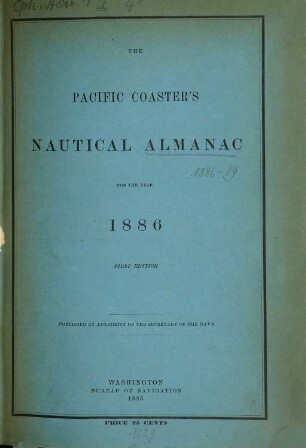 THE
PACIFIC COASTER'S
NAUTICAL ALMANAC
1886-89
FOR THE YEAR
1886
FIRST EDITION
PUBLISHED BY AUTHORITY OF THE SECRETARY OF THE NAVY
WASHINGTON
BUREAU OF NAVIGATION
1885
PRICE 25 CENTS